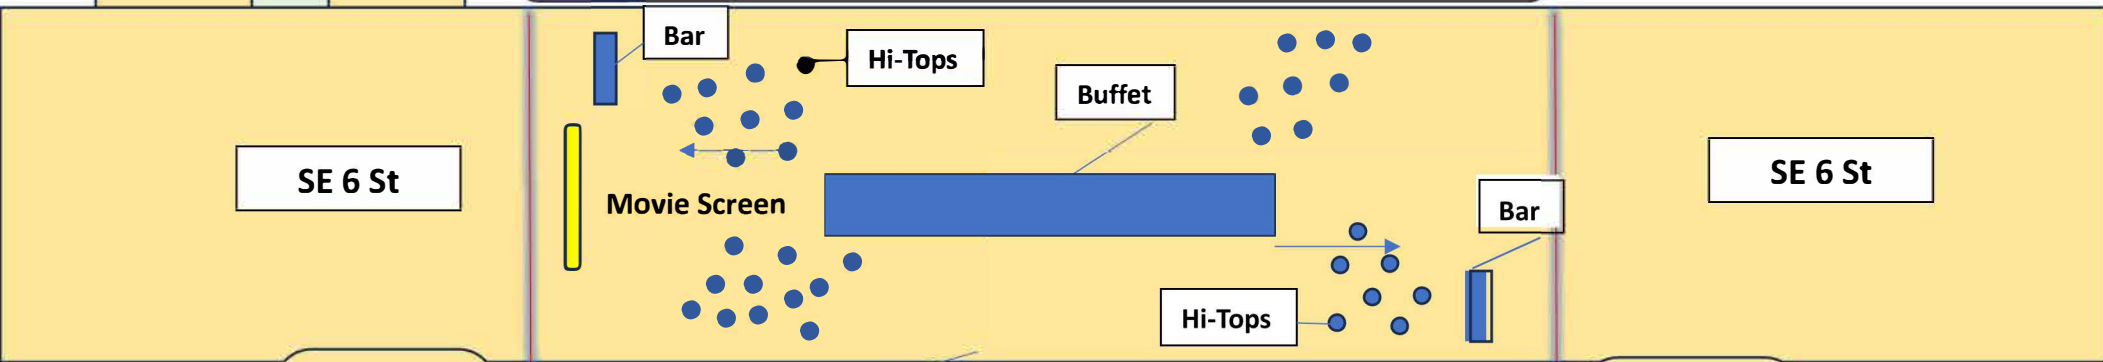 Bar
Hi-Tops
Buffet
SE 6 St
SE 6 St
Movie Screen
Bar
Hi-Tops